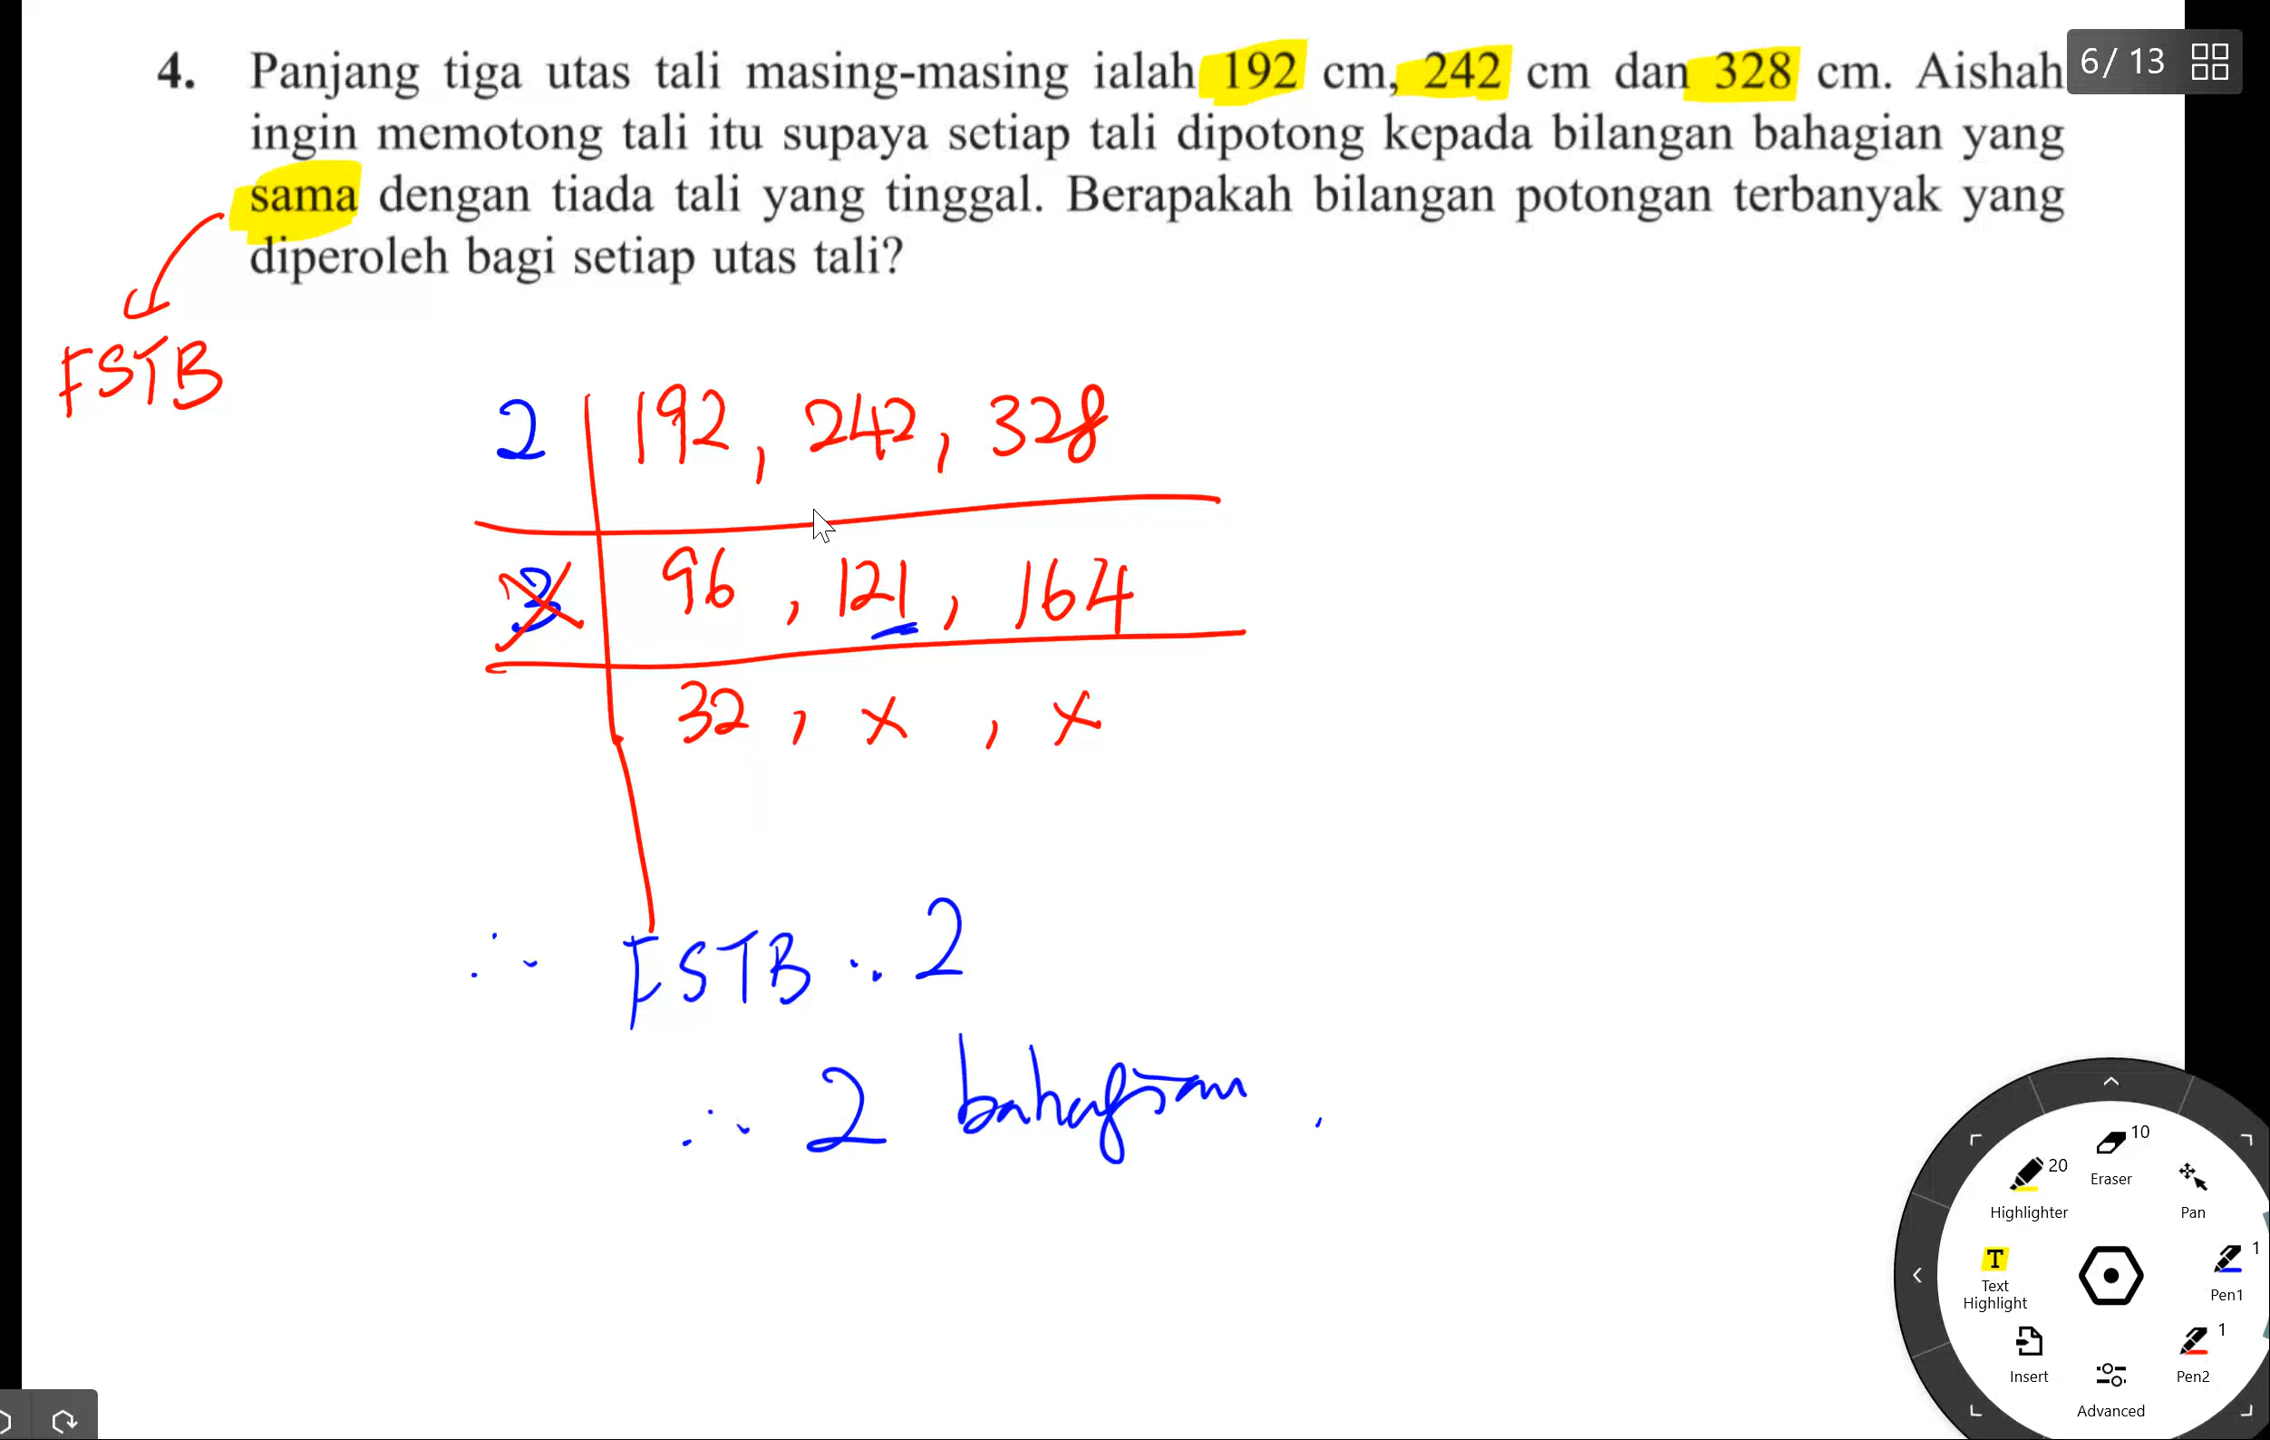 4. Panjang tiga utas tali masing-masing ialah 192 cm, 242 cm dan 328 cm. Aishah
ingin memotong tali itu supaya setiap tali dipotong kepada bilangan bahagian yang
sama dengan tiada tali yang tinggal. Berapakah bilangan potongan terbanyak yang
diperoleh bagi setiap utas tali?
6/ 13
FSTB
2 192, 242, 328
96, 121, 164
32, x, x
∴ FSTB : 2
∴ 2 bahagian.
10
Eraser
20
Highlighter
Pan
T
Text
Highlight
1
Pen1
Insert
1
Pen2
Advanced